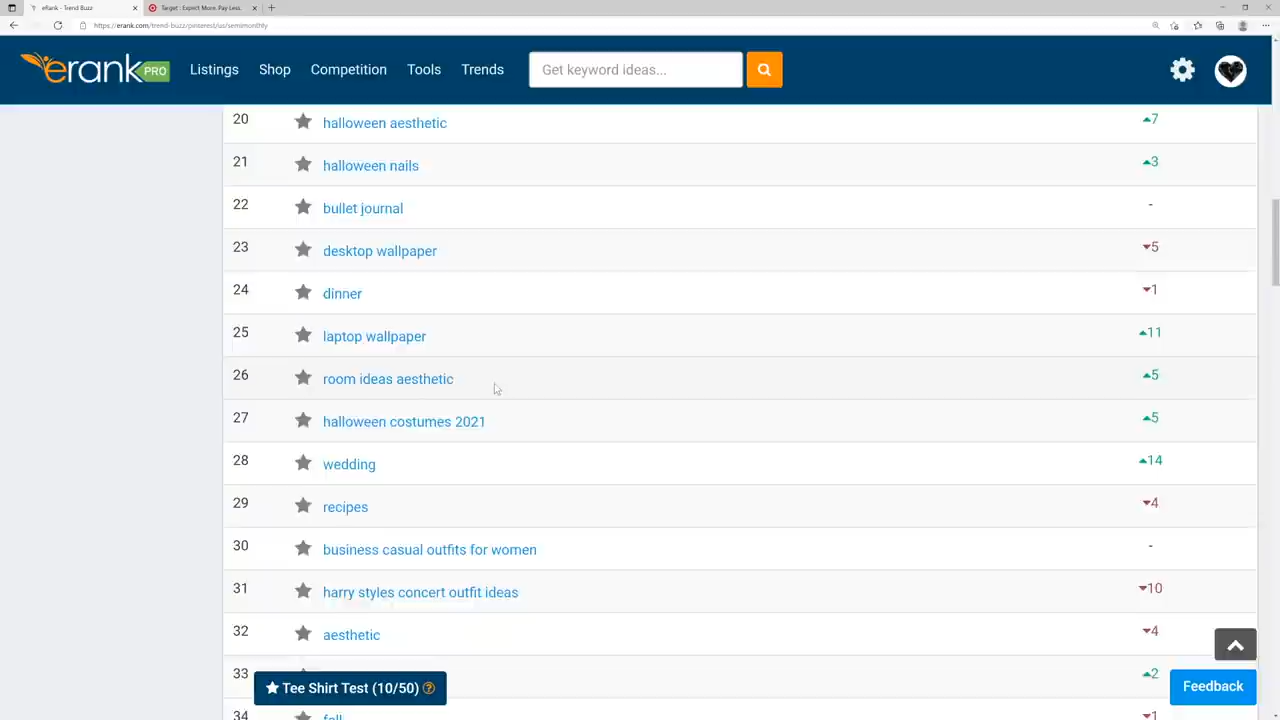 eRank - Trend Buzz
Target : Expect More. Pay Less.
https://erank.com/trend-buzz/pinterest/us/semimonthly
erank PRO
Listings
Shop
Competition
Tools
Trends
Get keyword ideas...
20 halloween aesthetic 7
21 halloween nails 3
22 bullet journal -
23 desktop wallpaper 5
24 dinner 1
25 laptop wallpaper 11
26 room ideas aesthetic 5
27 halloween costumes 2021 5
28 wedding 14
29 recipes 4
30 business casual outfits for women -
31 harry styles concert outfit ideas 10
32 aesthetic 4
33 2
Tee Shirt Test (10/50)
Feedback
34 fall 1